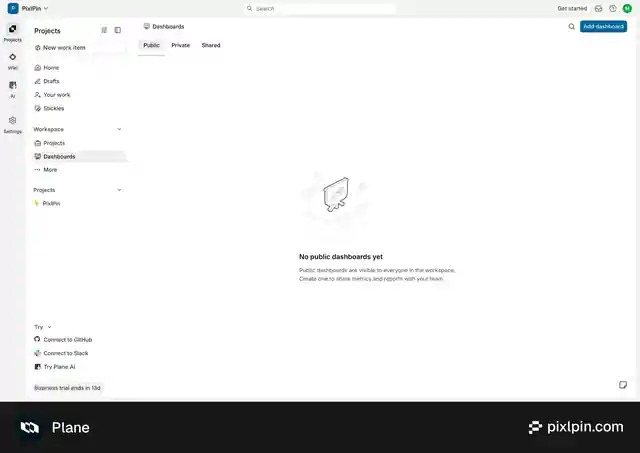 P PixlPin
Search
Get started
M
Projects
Wiki
AI
Settings
Projects
New work item
Home
Drafts
Your work
Stickies
Workspace
Projects
Dashboards
More
Projects
PixlPin
Try
Connect to GitHub
Connect to Slack
Try Plane AI
Business trial ends in 13d
Dashboards
Add dashboard
Public Private Shared
No public dashboards yet
Public dashboards are visible to everyone in the workspace.
Create one to share metrics and reports with your team.
Plane
pixlpin.com